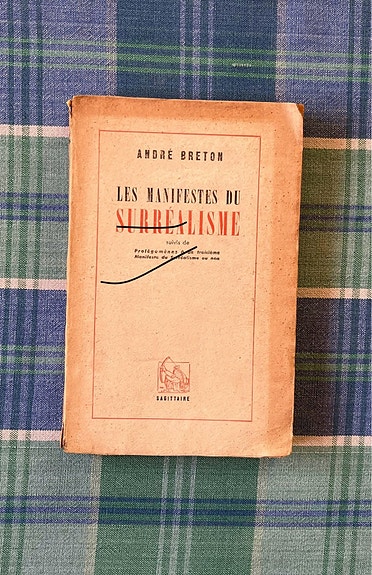 ANDRÉ BRETON
LES MANIFESTES DU
SURRÉALISME
suivis de
Prolégomènes à un troisième
Manifeste du Surréalisme ou non
SAGITTAIRE